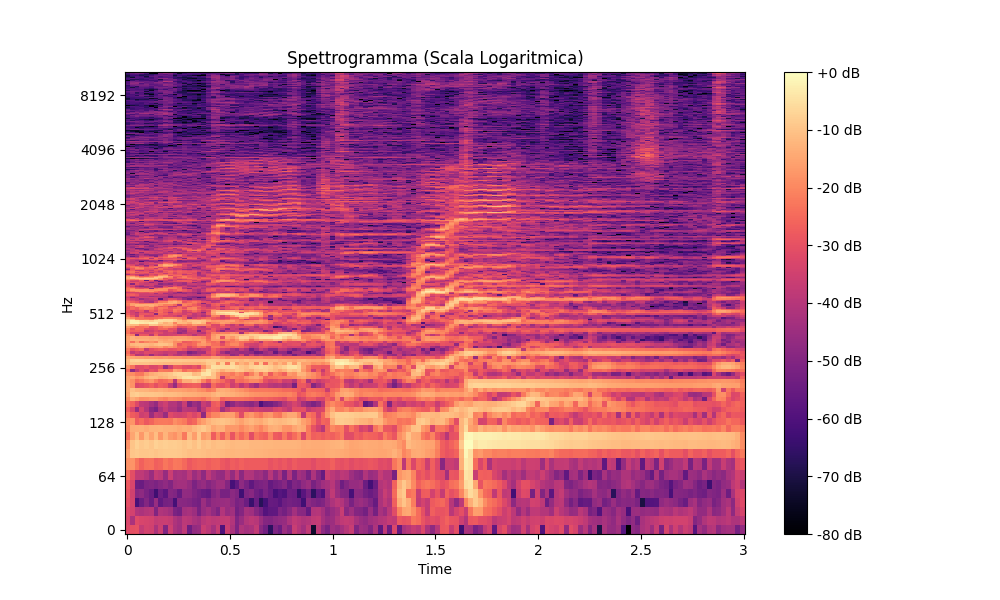 Spettrogramma (Scala Logaritmica)
Hz
8192
4096
2048
1024
512
256
128
64
0
0
0.5
1
1.5
2
2.5
3
Time
+0 dB
-10 dB
-20 dB
-30 dB
-40 dB
-50 dB
-60 dB
-70 dB
-80 dB